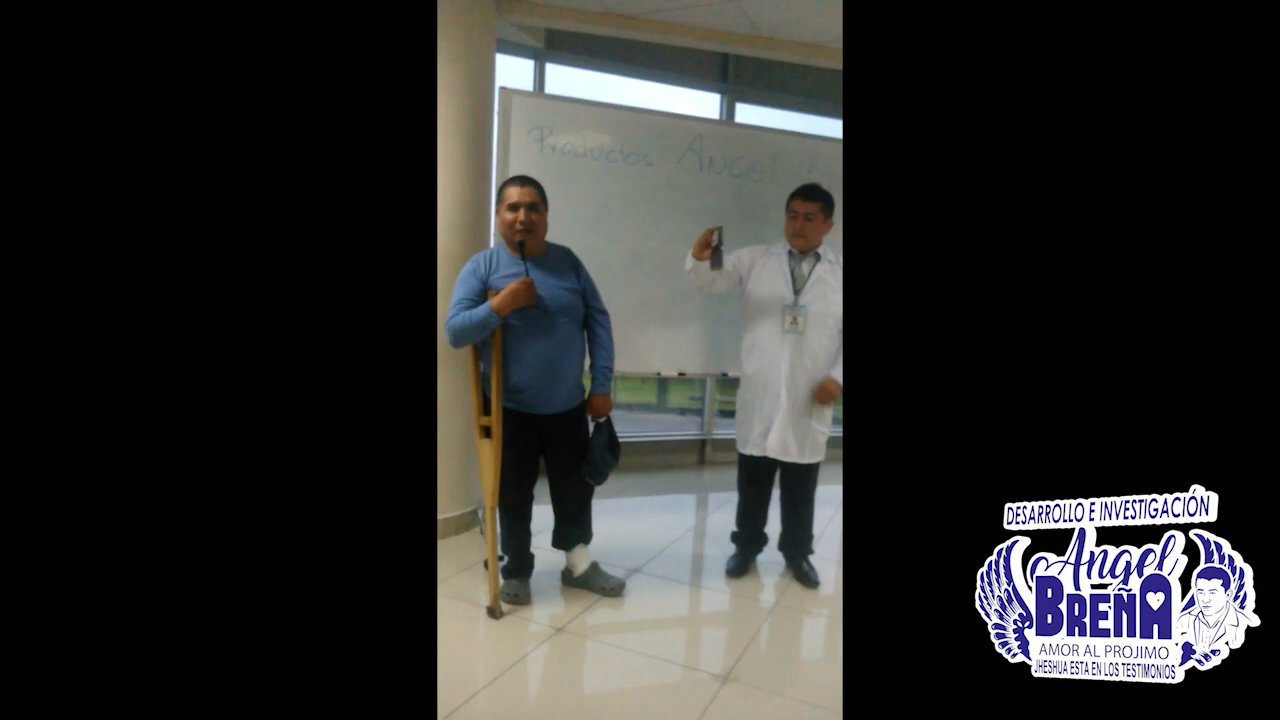 Productos ANGEL
DESARROLLO E INVESTIGACIÓN
Angel
BREÑA
AMOR AL PROJIMO
JHESHUA ESTA EN LOS TESTIMONIOS